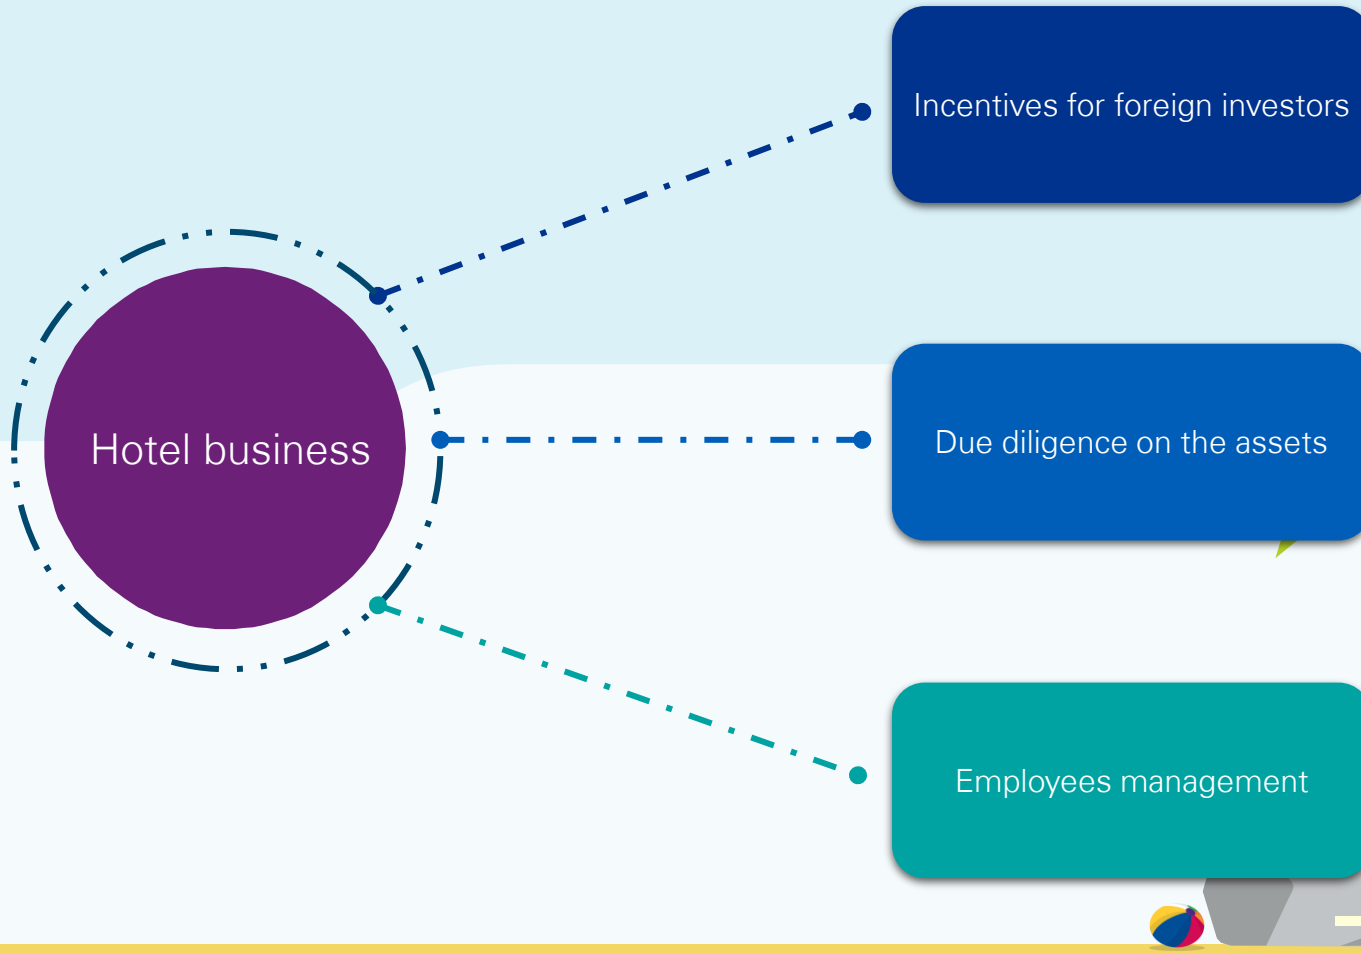 Incentives for foreign investors
Hotel business
Due diligence on the assets
Employees management